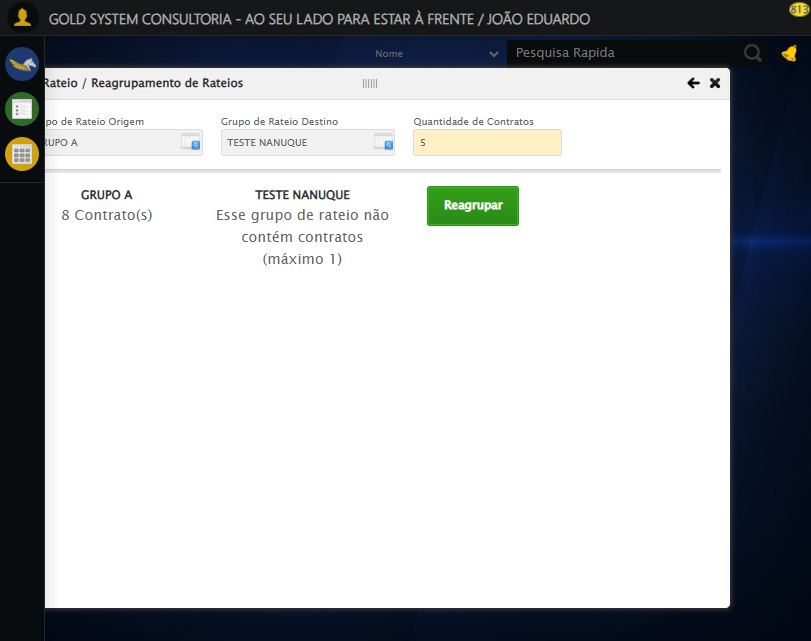 GOLD SYSTEM CONSULTORIA - AO SEU LADO PARA ESTAR À FRENTE / JOÃO EDUARDO
813
Nome
Pesquisa Rapida
Rateio / Reagrupamento de Rateios
po de Rateio Origem
Grupo de Rateio Destino
Quantidade de Contratos
RUPO A
TESTE NANUQUE
5
GRUPO A
8 Contrato(s)
TESTE NANUQUE
Esse grupo de rateio não
contém contratos
(máximo 1)
Reagrupar